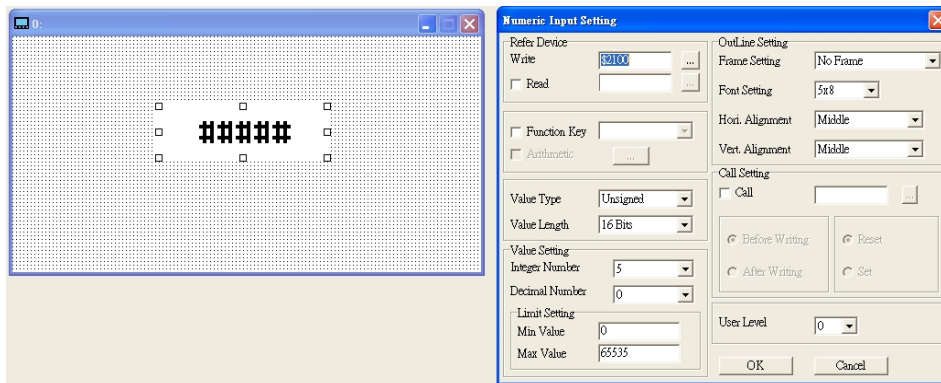 0:
#####
Numeric Input Setting
Refer Device
Write
$2100
...
Read
...
Function Key
Arithmetic
...
Value Type
Unsigned
Value Length
16 Bits
Value Setting
Integer Number
5
Decimal Number
0
Limit Setting
Min Value
0
Max Value
65535
OutLine Setting
Frame Setting
No Frame
Font Setting
5x8
Hori. Alignment
Middle
Vert. Alignment
Middle
Call Setting
Call
...
Before Writing
Reset
After Writing
Set
User Level
0
OK
Cancel